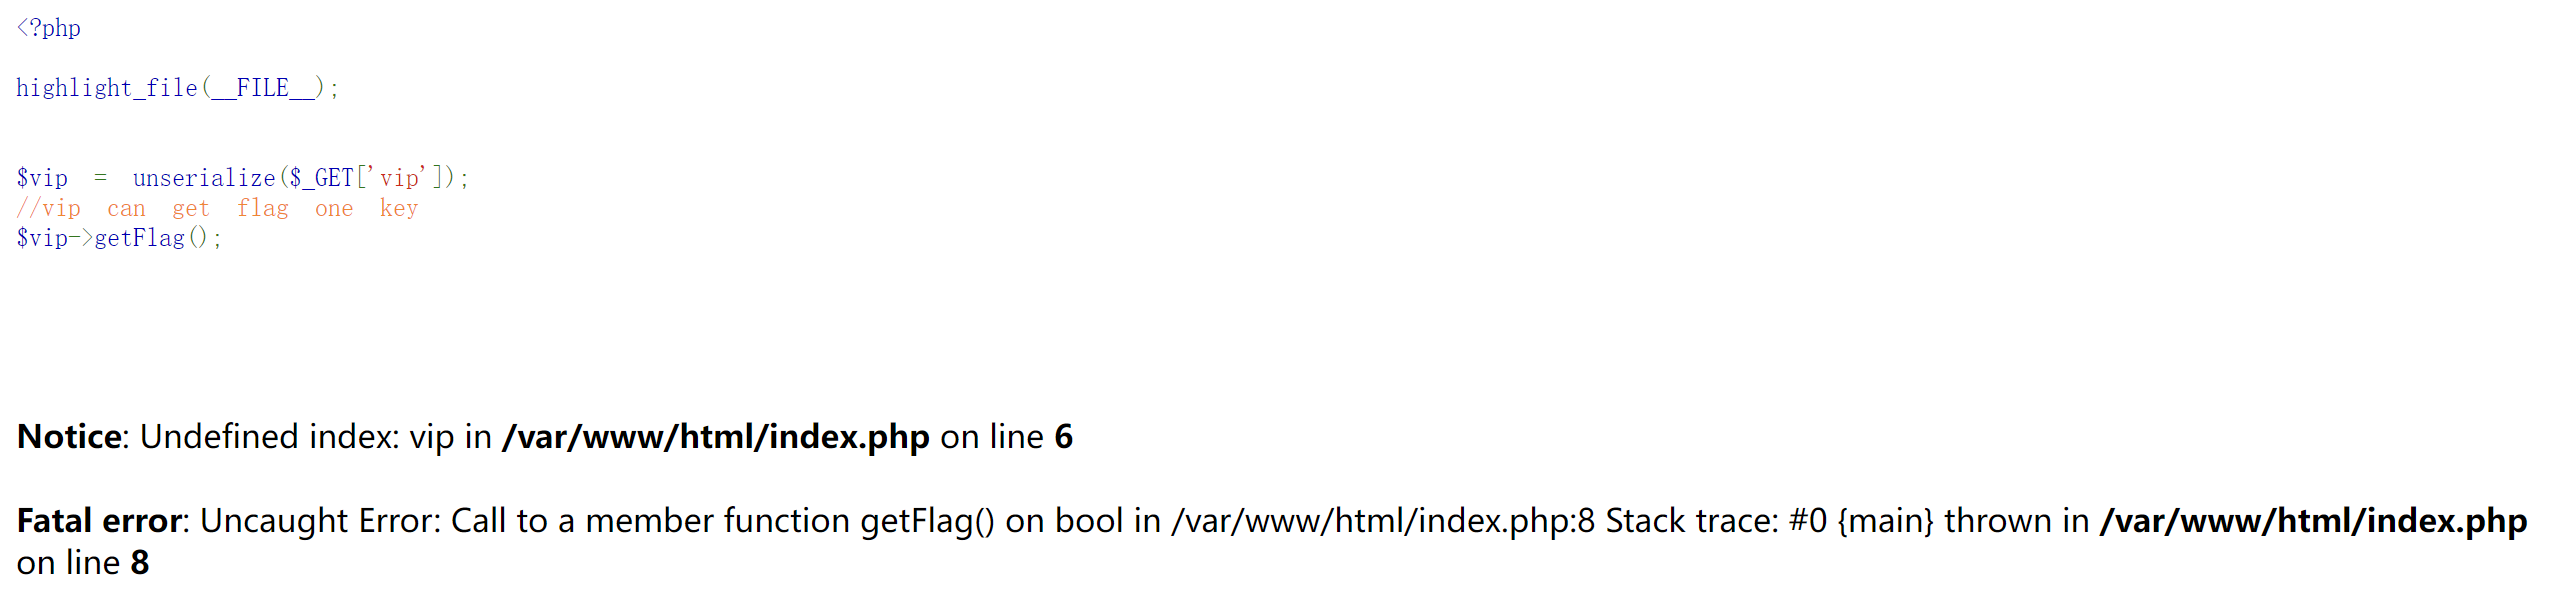 <?php
highlight_file(__FILE__);
$vip = unserialize($_GET['vip']);
//vip can get flag one key
$vip->getFlag();
Notice: Undefined index: vip in /var/www/html/index.php on line 6
Fatal error: Uncaught Error: Call to a member function getFlag() on bool in /var/www/html/index.php:8 Stack trace: #0 {main} thrown in /var/www/html/index.php
on line 8